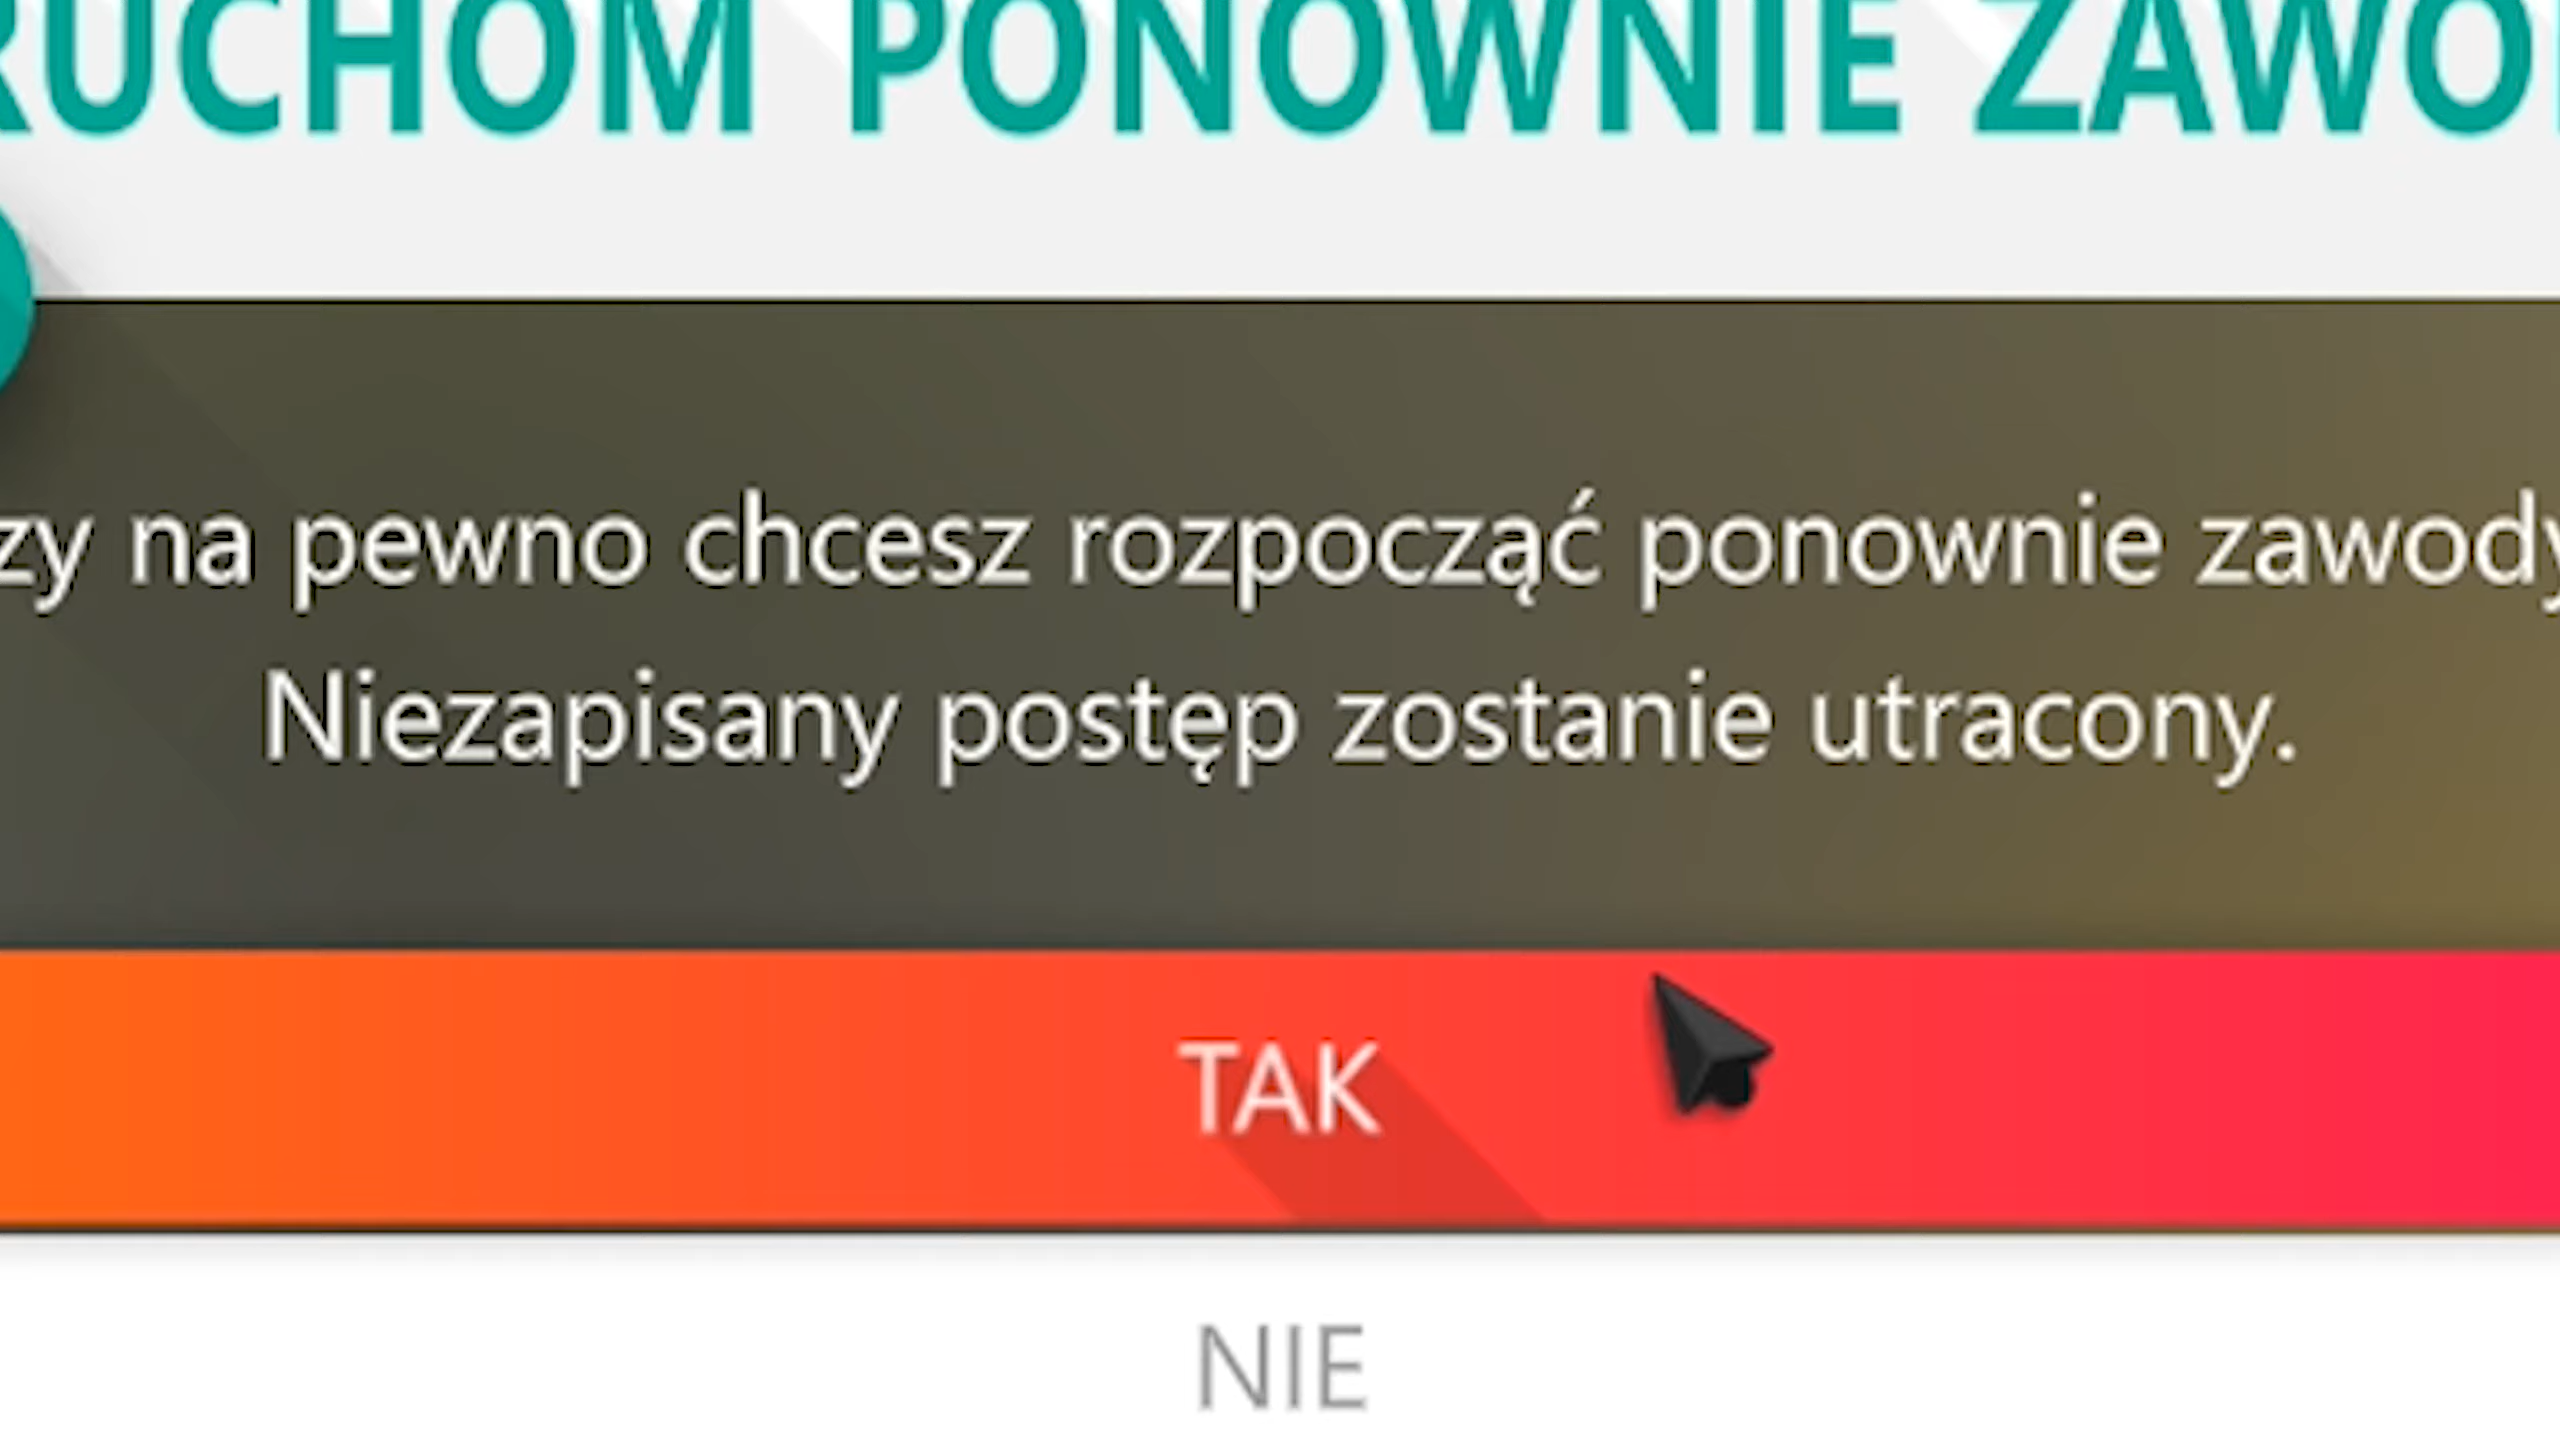 RUCHOM PONOWNIE ZAWO
zy na pewno chcesz rozpocząć ponownie zawody
Niezapisany postęp zostanie utracony.
TAK
NIE